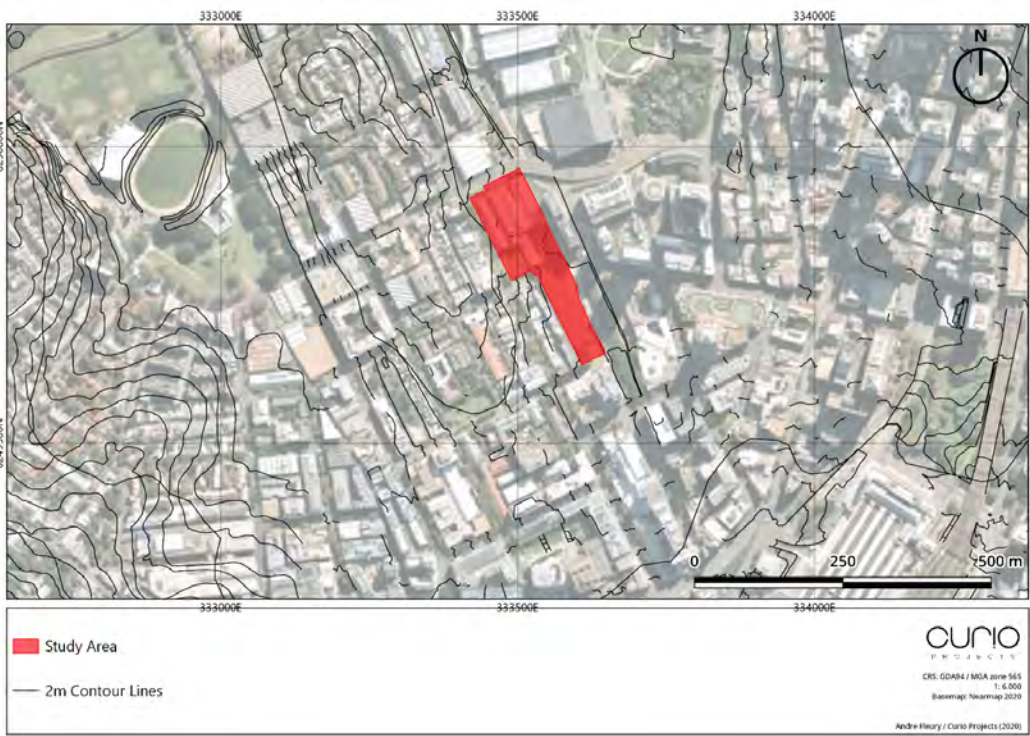 333000E 333500E 334000E
N
0 250 500 m
333000E 333500E 334000E
Study Area
2m Contour Lines
CURIO
PROJECTS
CRS: GDA94 / MGA zone 56S
1: 6,000
Basemap: Nearmap 2020
Andre Fleury / Curio Projects (2020)